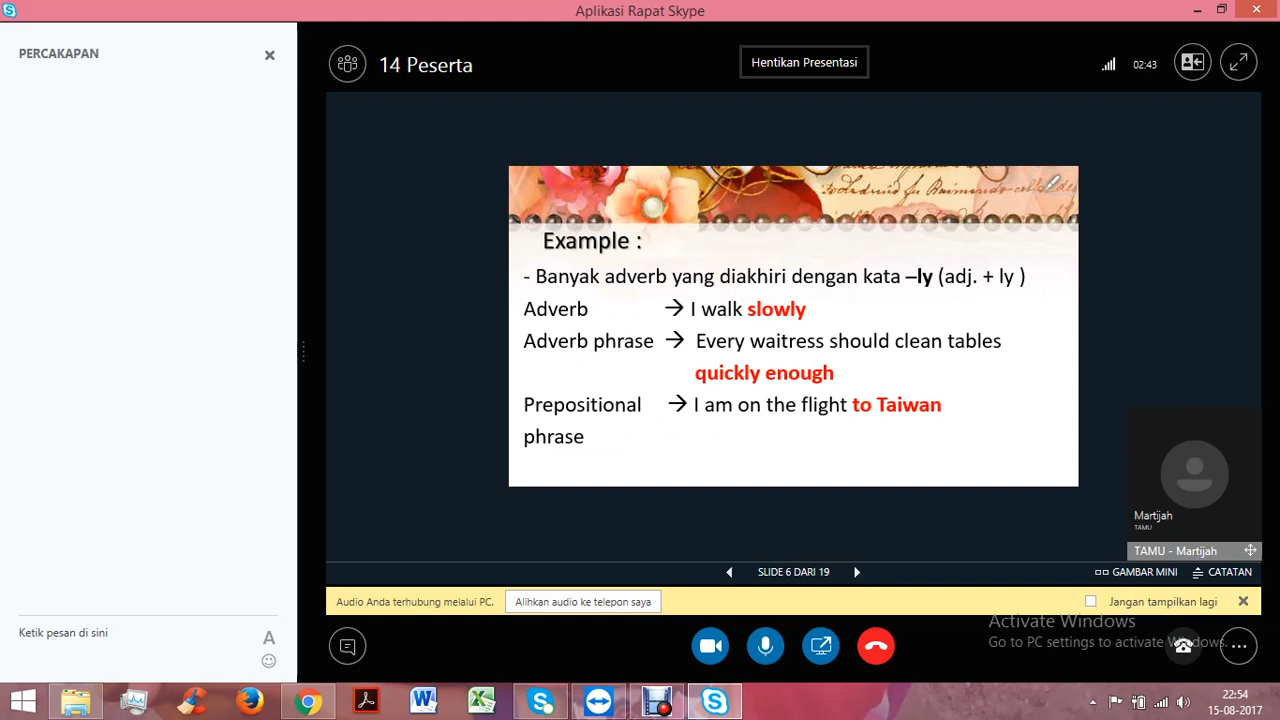 Aplikasi Rapat Skype
PERCAKAPAN
14 Peserta
Hentikan Presentasi
02:43
Example :
- Banyak adverb yang diakhiri dengan kata –ly (adj. + ly )
Adverb → I walk slowly
Adverb phrase → Every waitress should clean tables
quickly enough
Prepositional → I am on the flight to Taiwan
phrase
Martijah
TAMU
TAMU - Martijah
SLIDE 6 DARI 19
GAMBAR MINI
CATATAN
Audio Anda terhubung melalui PC.
Alihkan audio ke telepon saya
Jangan tampilkan lagi
Ketik pesan di sini
A
Activate Windows
Go to PC settings to activate Windows.
22:54
15-08-2017